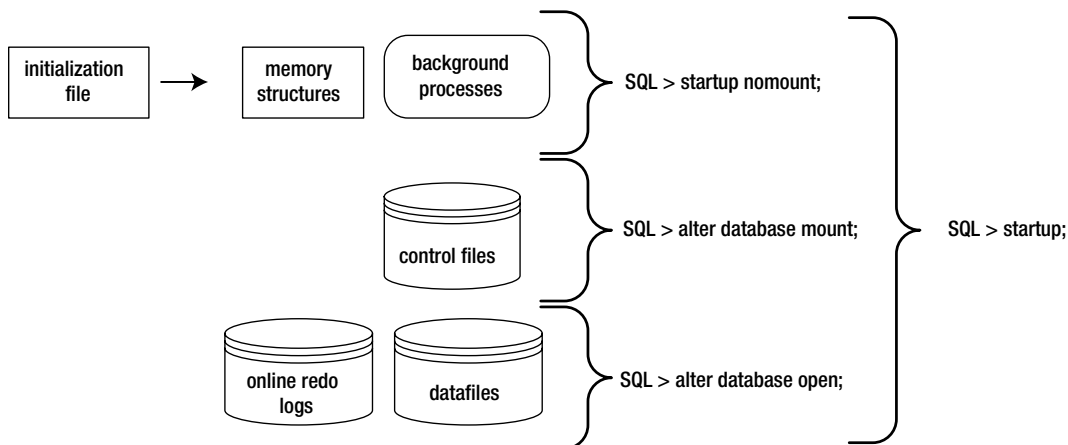 initialization
file
memory
structures
background
processes
SQL > startup nomount;
control files
SQL > alter database mount;
SQL > startup;
online redo
logs
datafiles
SQL > alter database open;